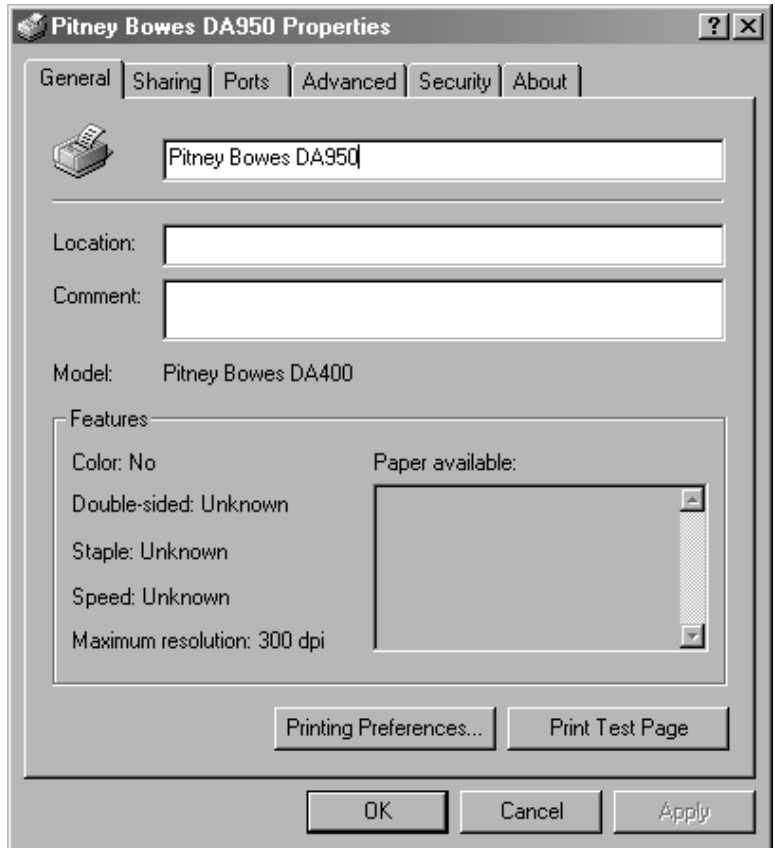 Pitney Bowes DA950 Properties
General Sharing Ports Advanced Security About
Pitney Bowes DA950
Location:
Comment:
Model: Pitney Bowes DA400
Features
Color: No
Paper available:
Double-sided: Unknown
Staple: Unknown
Speed: Unknown
Maximum resolution: 300 dpi
Printing Preferences... Print Test Page
OK Cancel Apply